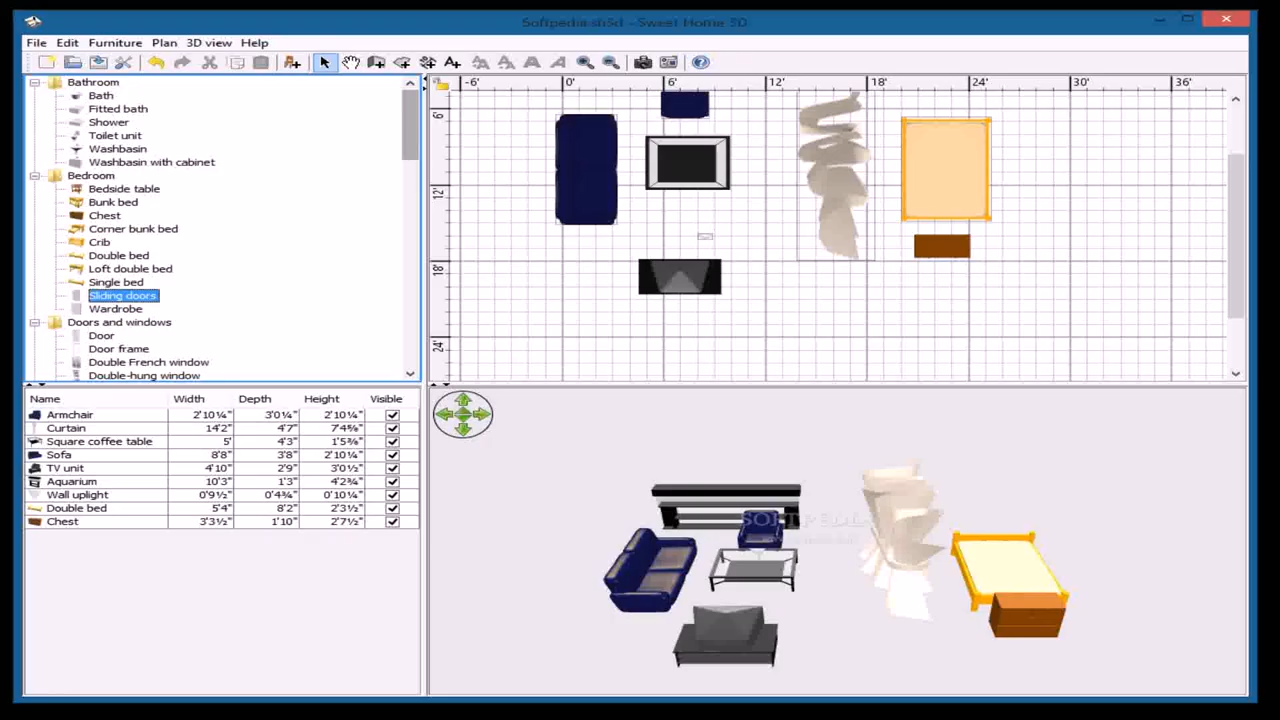 Softpedia.sh3d - Sweet Home 3D
File Edit Furniture Plan 3D view Help
Bathroom
Bath
Fitted bath
Shower
Toilet unit
Washbasin
Washbasin with cabinet
Bedroom
Bedside table
Bunk bed
Chest
Corner bunk bed
Crib
Double bed
Loft double bed
Single bed
Sliding doors
Wardrobe
Doors and windows
Door
Door frame
Double French window
Double-hung window
-6' 0' 6' 12' 18' 24' 30' 36'
6'
12'
18'
24'
Name Width Depth Height Visible
Armchair 2'10¼" 3'0¼" 2'10¼"
Curtain 14'2" 4'7" 7'4⅝"
Square coffee table 5' 4'3" 1'5⅜"
Sofa 8'8" 3'8" 2'10¼"
TV unit 4'10" 2'9" 3'0½"
Aquarium 10'3" 1'3" 4'2¾"
Wall uplight 0'9½" 0'4¾" 0'10¼"
Double bed 5'4" 8'2" 2'3½"
Chest 3'3½" 1'10" 2'7½"
SOFTPEDIA